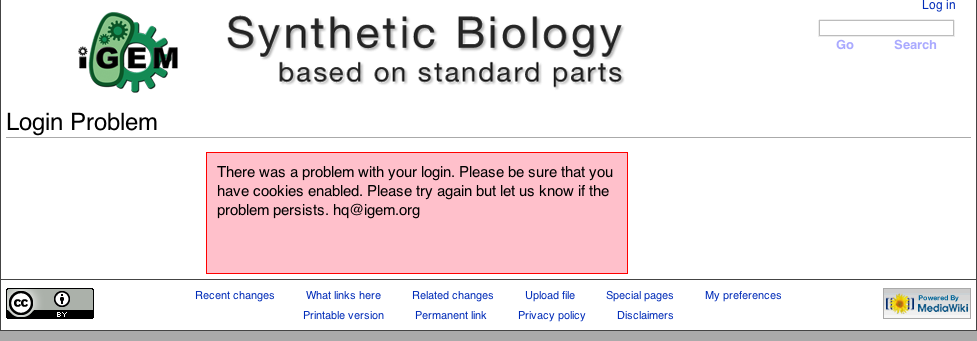 Log in
iGEM
Synthetic Biology
based on standard parts
Go Search
Login Problem
There was a problem with your login. Please be sure that you
have cookies enabled. Please try again but let us know if the
problem persists. hq@igem.org
cc BY
Recent changes What links here Related changes Upload file Special pages My preferences
Printable version Permanent link Privacy policy Disclaimers
Powered By
MediaWiki